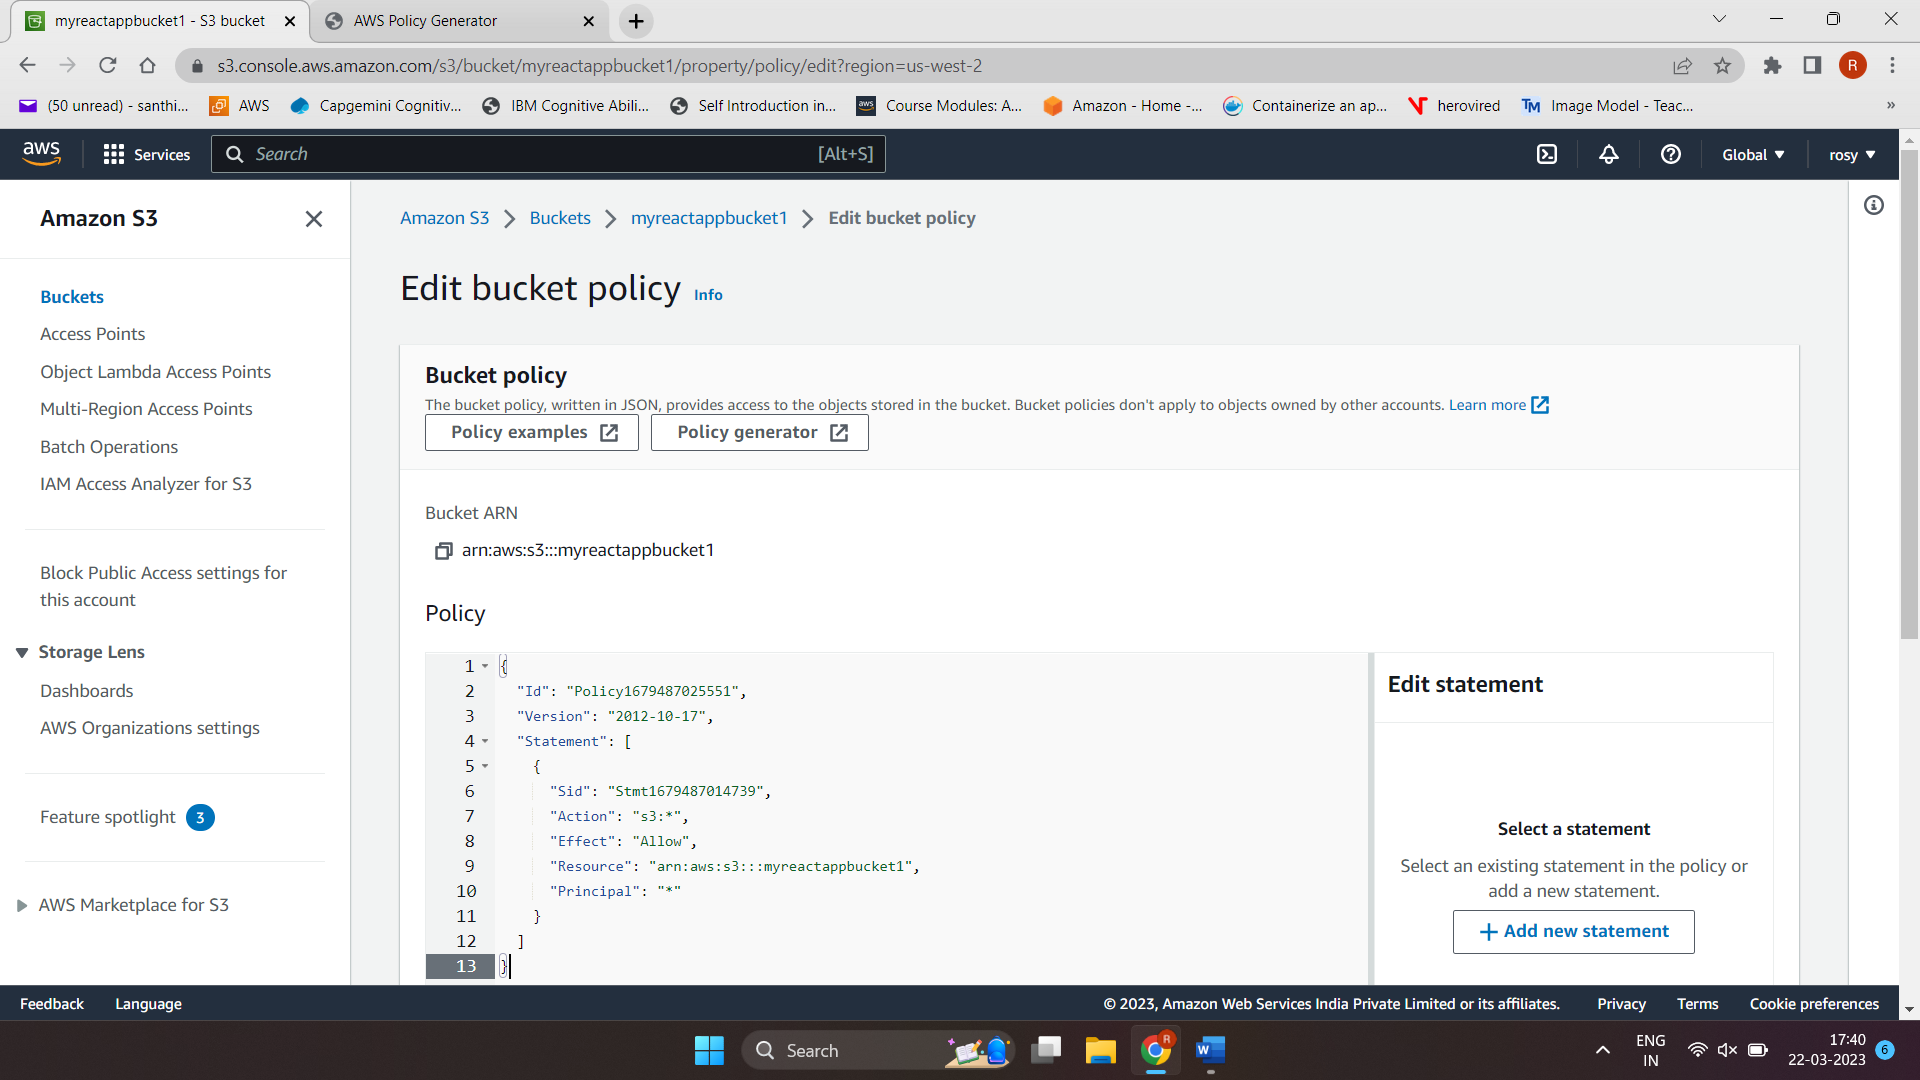 myreactappbucket1 - S3 bucket
AWS Policy Generator
s3.console.aws.amazon.com/s3/bucket/myreactappbucket1/property/policy/edit?region=us-west-2
R
(50 unread) - santhi...
AWS
Capgemini Cognitiv...
IBM Cognitive Abili...
Self Introduction in...
aws
Course Modules: A...
Amazon - Home -...
Containerize an ap...
herovired
TM
Image Model - Teac...
»
aws
Services
Search
[Alt+S]
Global
rosy
Amazon S3
Buckets
Access Points
Object Lambda Access Points
Multi-Region Access Points
Batch Operations
IAM Access Analyzer for S3
Block Public Access settings for
this account
Storage Lens
Dashboards
AWS Organizations settings
Feature spotlight 3
AWS Marketplace for S3
Amazon S3 > Buckets > myreactappbucket1 > Edit bucket policy
Edit bucket policy Info
Bucket policy
The bucket policy, written in JSON, provides access to the objects stored in the bucket. Bucket policies don't apply to objects owned by other accounts. Learn more
Policy examples
Policy generator
Bucket ARN
arn:aws:s3:::myreactappbucket1
Policy
1 {
2 "Id": "Policy1679487025551",
3 "Version": "2012-10-17",
4 "Statement": [
5 {
6 "Sid": "Stmt1679487014739",
7 "Action": "s3:*",
8 "Effect": "Allow",
9 "Resource": "arn:aws:s3:::myreactappbucket1",
10 "Principal": "*"
11 }
12 ]
13 }
Edit statement
Select a statement
Select an existing statement in the policy or
add a new statement.
+ Add new statement
Feedback
Language
© 2023, Amazon Web Services India Private Limited or its affiliates.
Privacy
Terms
Cookie preferences
Search
R
W
ENG
IN
17:40
22-03-2023
6